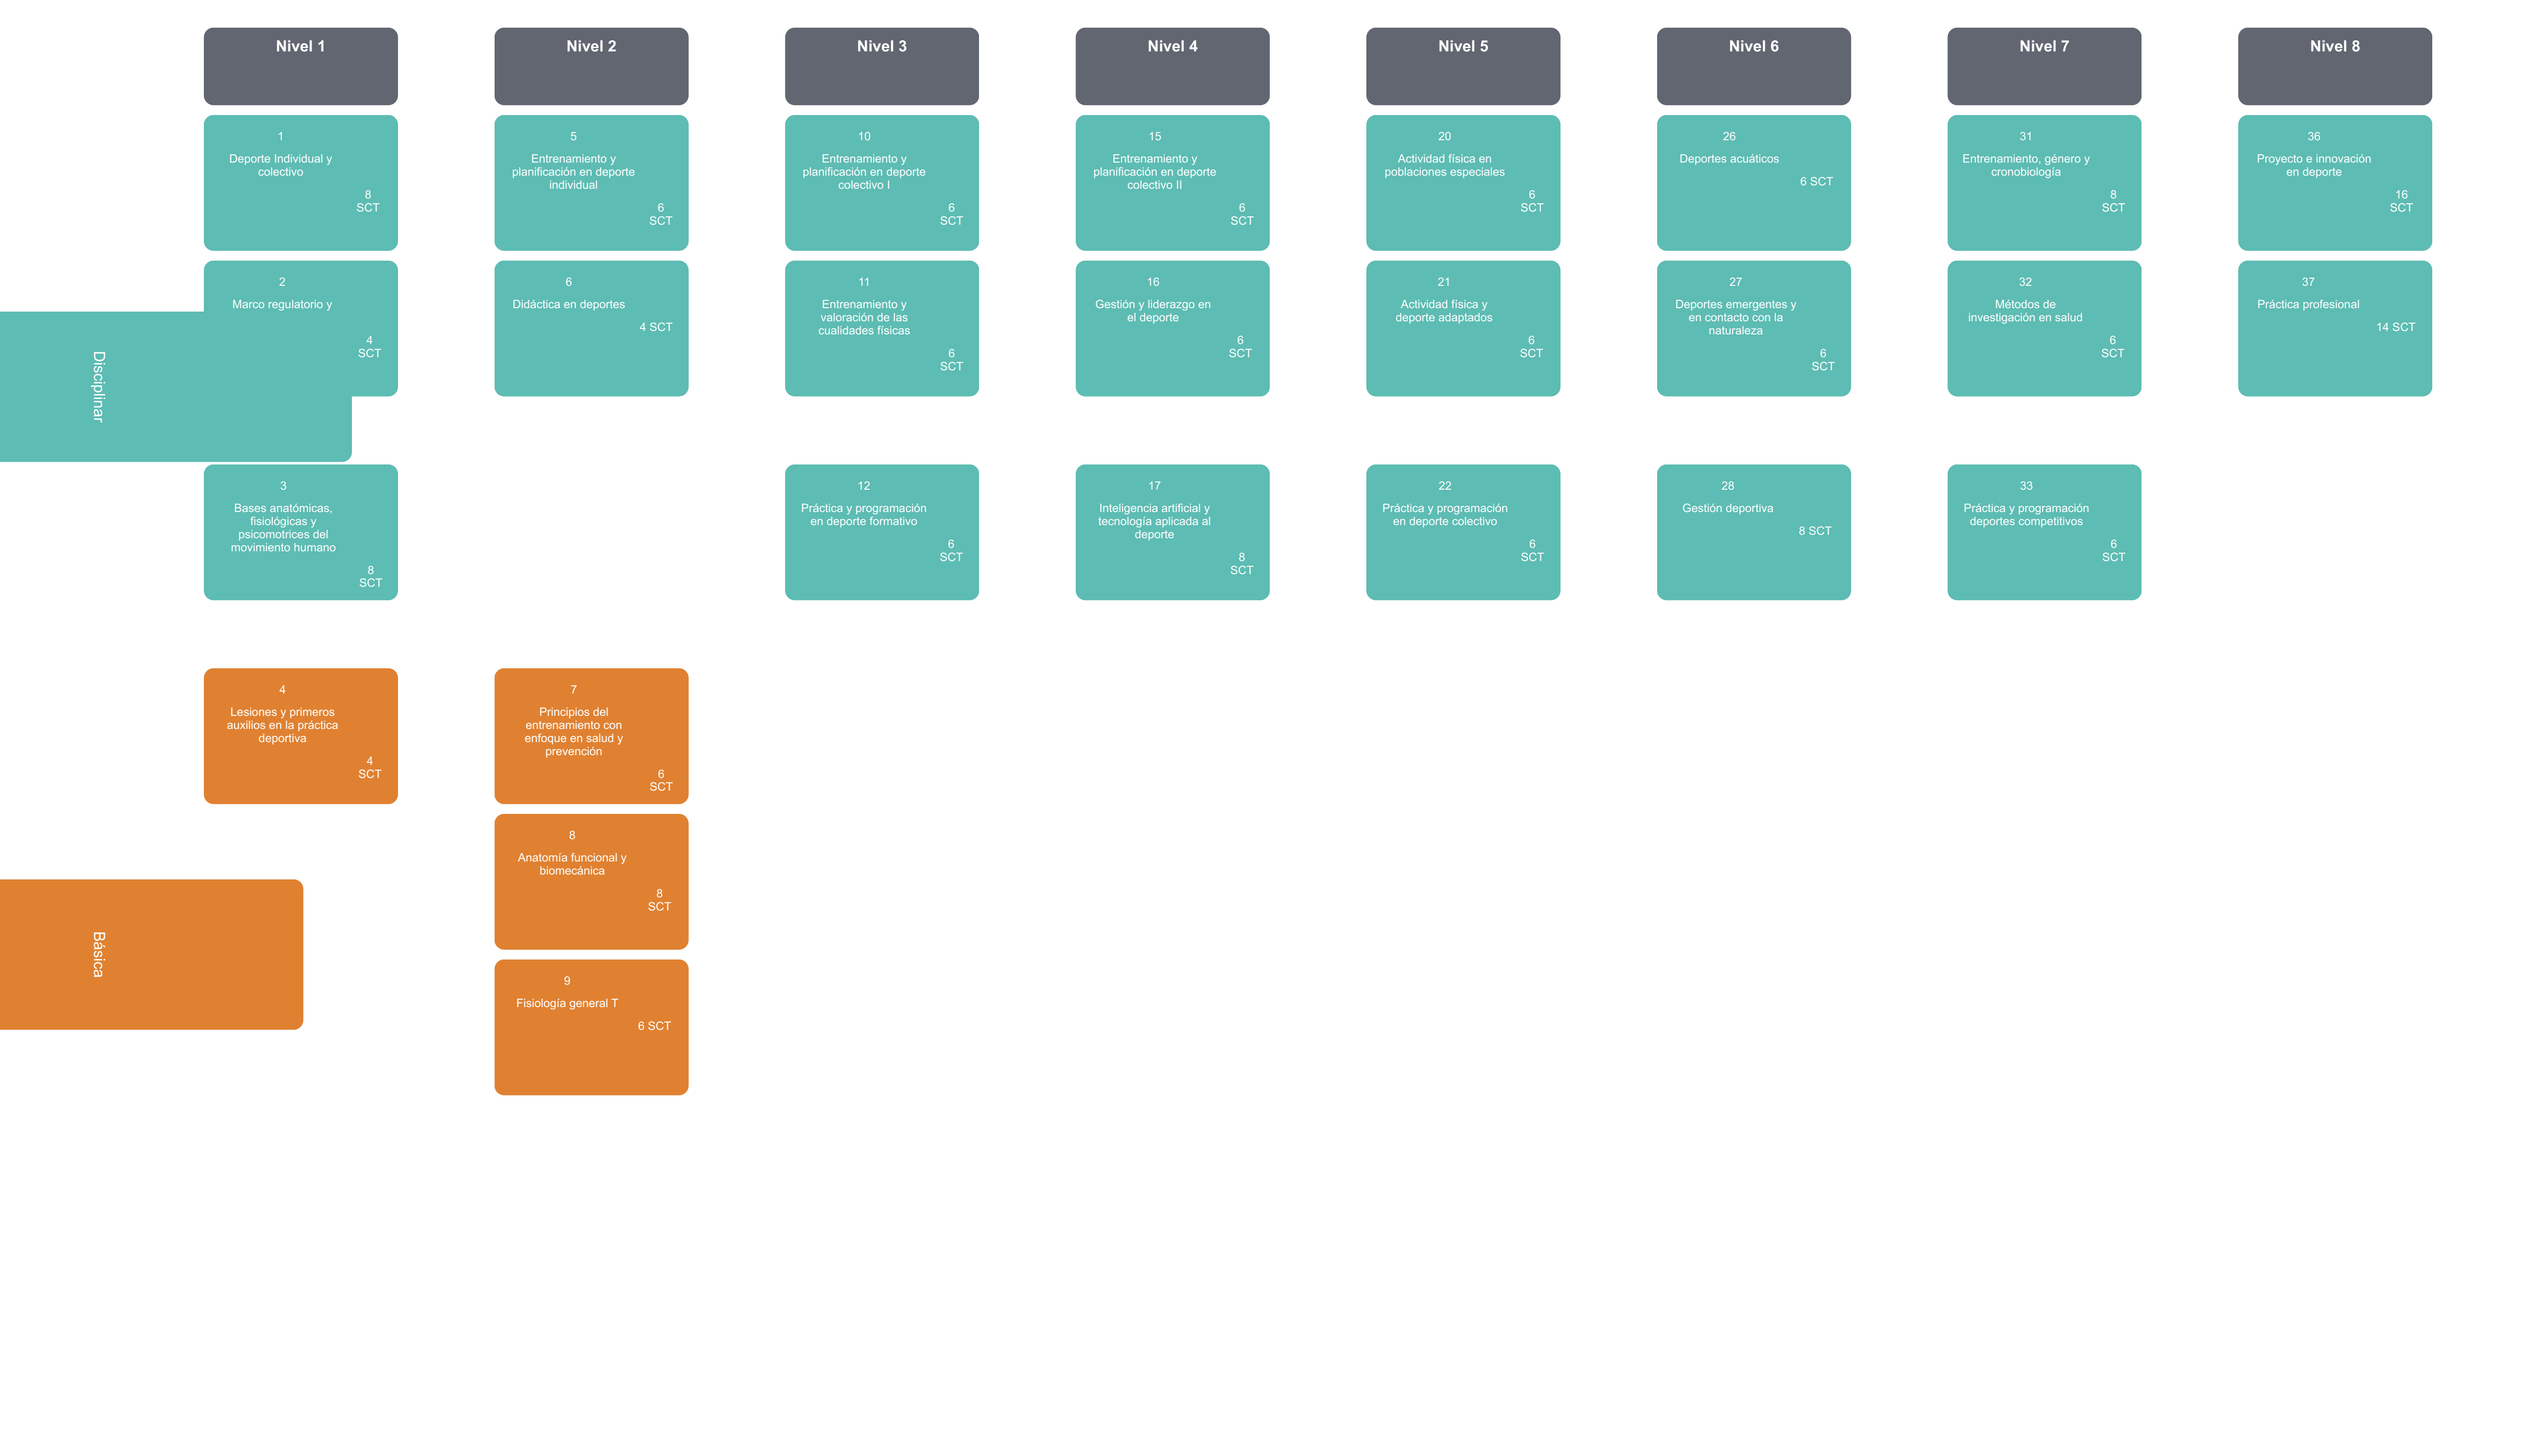 Nivel 1
Nivel 2
Nivel 3
Nivel 4
Nivel 5
Nivel 6
Nivel 7
Nivel 8
1
Deporte Individual y
colectivo
8
SCT
5
Entrenamiento y
planificación en deporte
individual
6
SCT
10
Entrenamiento y
planificación en deporte
colectivo I
6
SCT
15
Entrenamiento y
planificación en deporte
colectivo II
6
SCT
20
Actividad física en
poblaciones especiales
6
SCT
26
Deportes acuáticos
6 SCT
31
Entrenamiento, género y
cronobiología
8
SCT
36
Proyecto e innovación
en deporte
16
SCT
2
Marco regulatorio y
4
SCT
6
Didáctica en deportes
4 SCT
11
Entrenamiento y
valoración de las
cualidades físicas
6
SCT
16
Gestión y liderazgo en
el deporte
6
SCT
21
Actividad física y
deporte adaptados
6
SCT
27
Deportes emergentes y
en contacto con la
naturaleza
6
SCT
32
Métodos de
investigación en salud
6
SCT
37
Práctica profesional
14 SCT
Disciplinar
3
Bases anatómicas,
fisiológicas y
psicomotrices del
movimiento humano
8
SCT
12
Práctica y programación
en deporte formativo
6
SCT
17
Inteligencia artificial y
tecnología aplicada al
deporte
8
SCT
22
Práctica y programación
en deporte colectivo
6
SCT
28
Gestión deportiva
8 SCT
33
Práctica y programación
deportes competitivos
6
SCT
4
Lesiones y primeros
auxilios en la práctica
deportiva
4
SCT
7
Principios del
entrenamiento con
enfoque en salud y
prevención
6
SCT
8
Anatomía funcional y
biomecánica
8
SCT
Básica
9
Fisiología general T
6 SCT